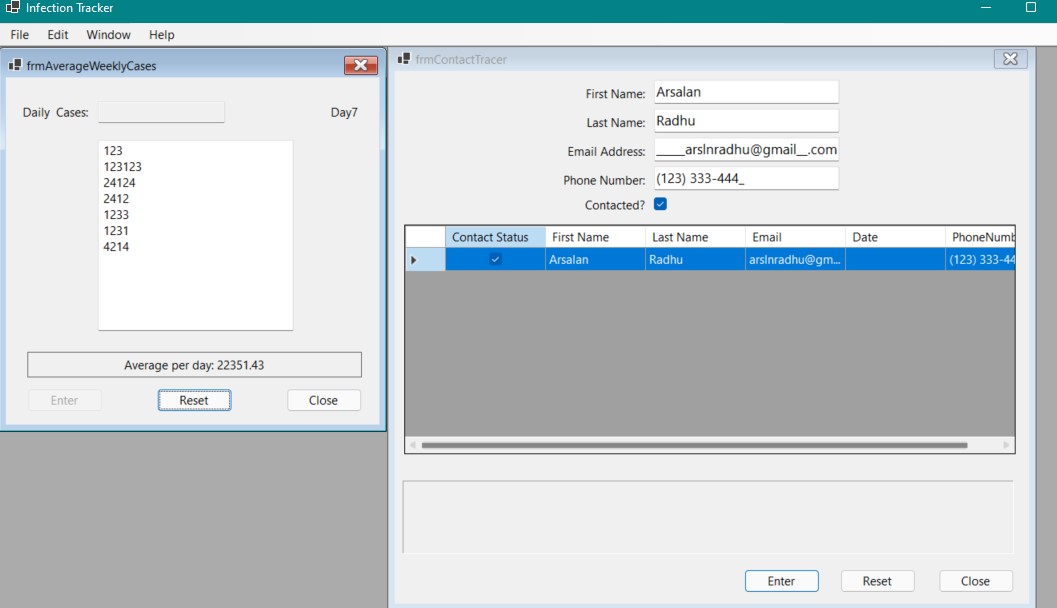 Infection Tracker
File Edit Window Help
frmAverageWeeklyCases
Daily Cases: Day7
123
123123
24124
2412
1233
1231
4214
Average per day: 22351.43
Enter Reset Close
frmContactTracer
First Name: Arsalan
Last Name: Radhu
Email Address: ____arslnradhu@gmail__.com
Phone Number: (123) 333-444_
Contacted?
Contact Status First Name Last Name Email Date PhoneNumb
Arsalan Radhu arslnradhu@gm... (123) 333-44
Enter Reset Close